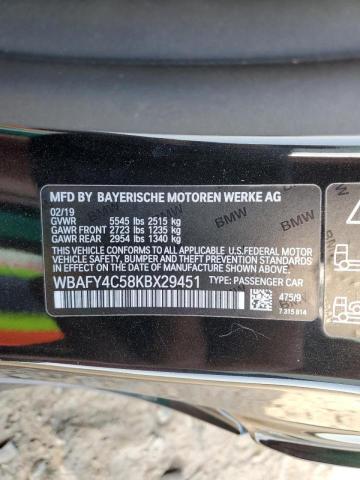 MFD BY BAYERISCHE MOTOREN WERKE AG
02/19
GVWR 5545 lbs 2515 kg
GAWR FRONT 2723 lbs 1235 kg
GAWR REAR 2954 lbs 1340 kg
THIS VEHICLE CONFORMS TO ALL APPLICABLE U.S.FEDERAL MOTOR
VEHICLE SAFETY, BUMPER, AND THEFT PREVENTION STANDARDS
IN EFFECT ON THE DATE OF MANUFACTURE SHOWN ABOVE.
WBAFY4C58KBX29451 TYPE: PASSENGER CAR
475/9
7 315 814
BMW
BMW
BMW
BMW